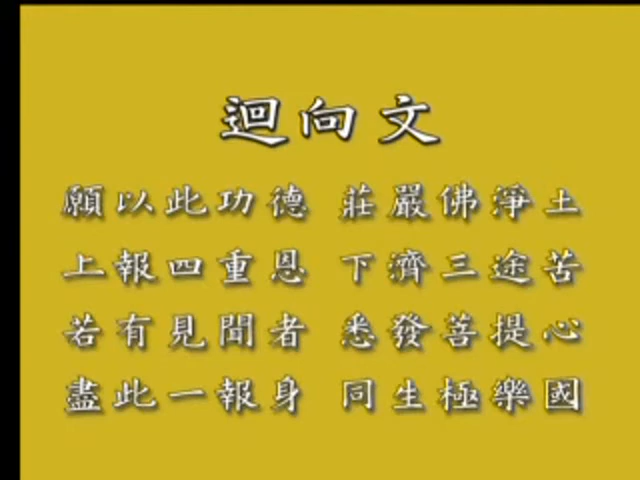 迴向文
願以此功德 莊嚴佛淨土
上報四重恩 下濟三途苦
若有見聞者 悉發菩提心
盡此一報身 同生極樂國